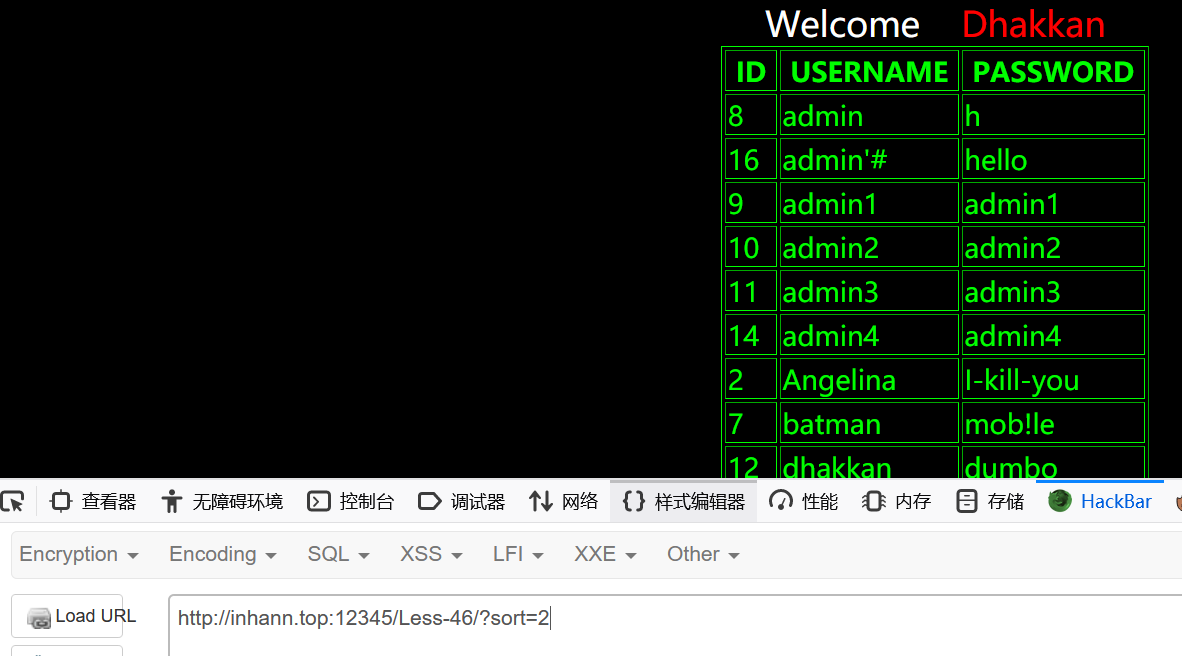 Welcome Dhakkan
ID USERNAME PASSWORD
8 admin h
16 admin'# hello
9 admin1 admin1
10 admin2 admin2
11 admin3 admin3
14 admin4 admin4
2 Angelina I-kill-you
7 batman mob!le
12 dhakkan dumbo
查看器 无障碍环境 控制台 调试器 网络 样式编辑器 性能 内存 存储 HackBar
Encryption Encoding SQL XSS LFI XXE Other
Load URL http://inhann.top:12345/Less-46/?sort=2